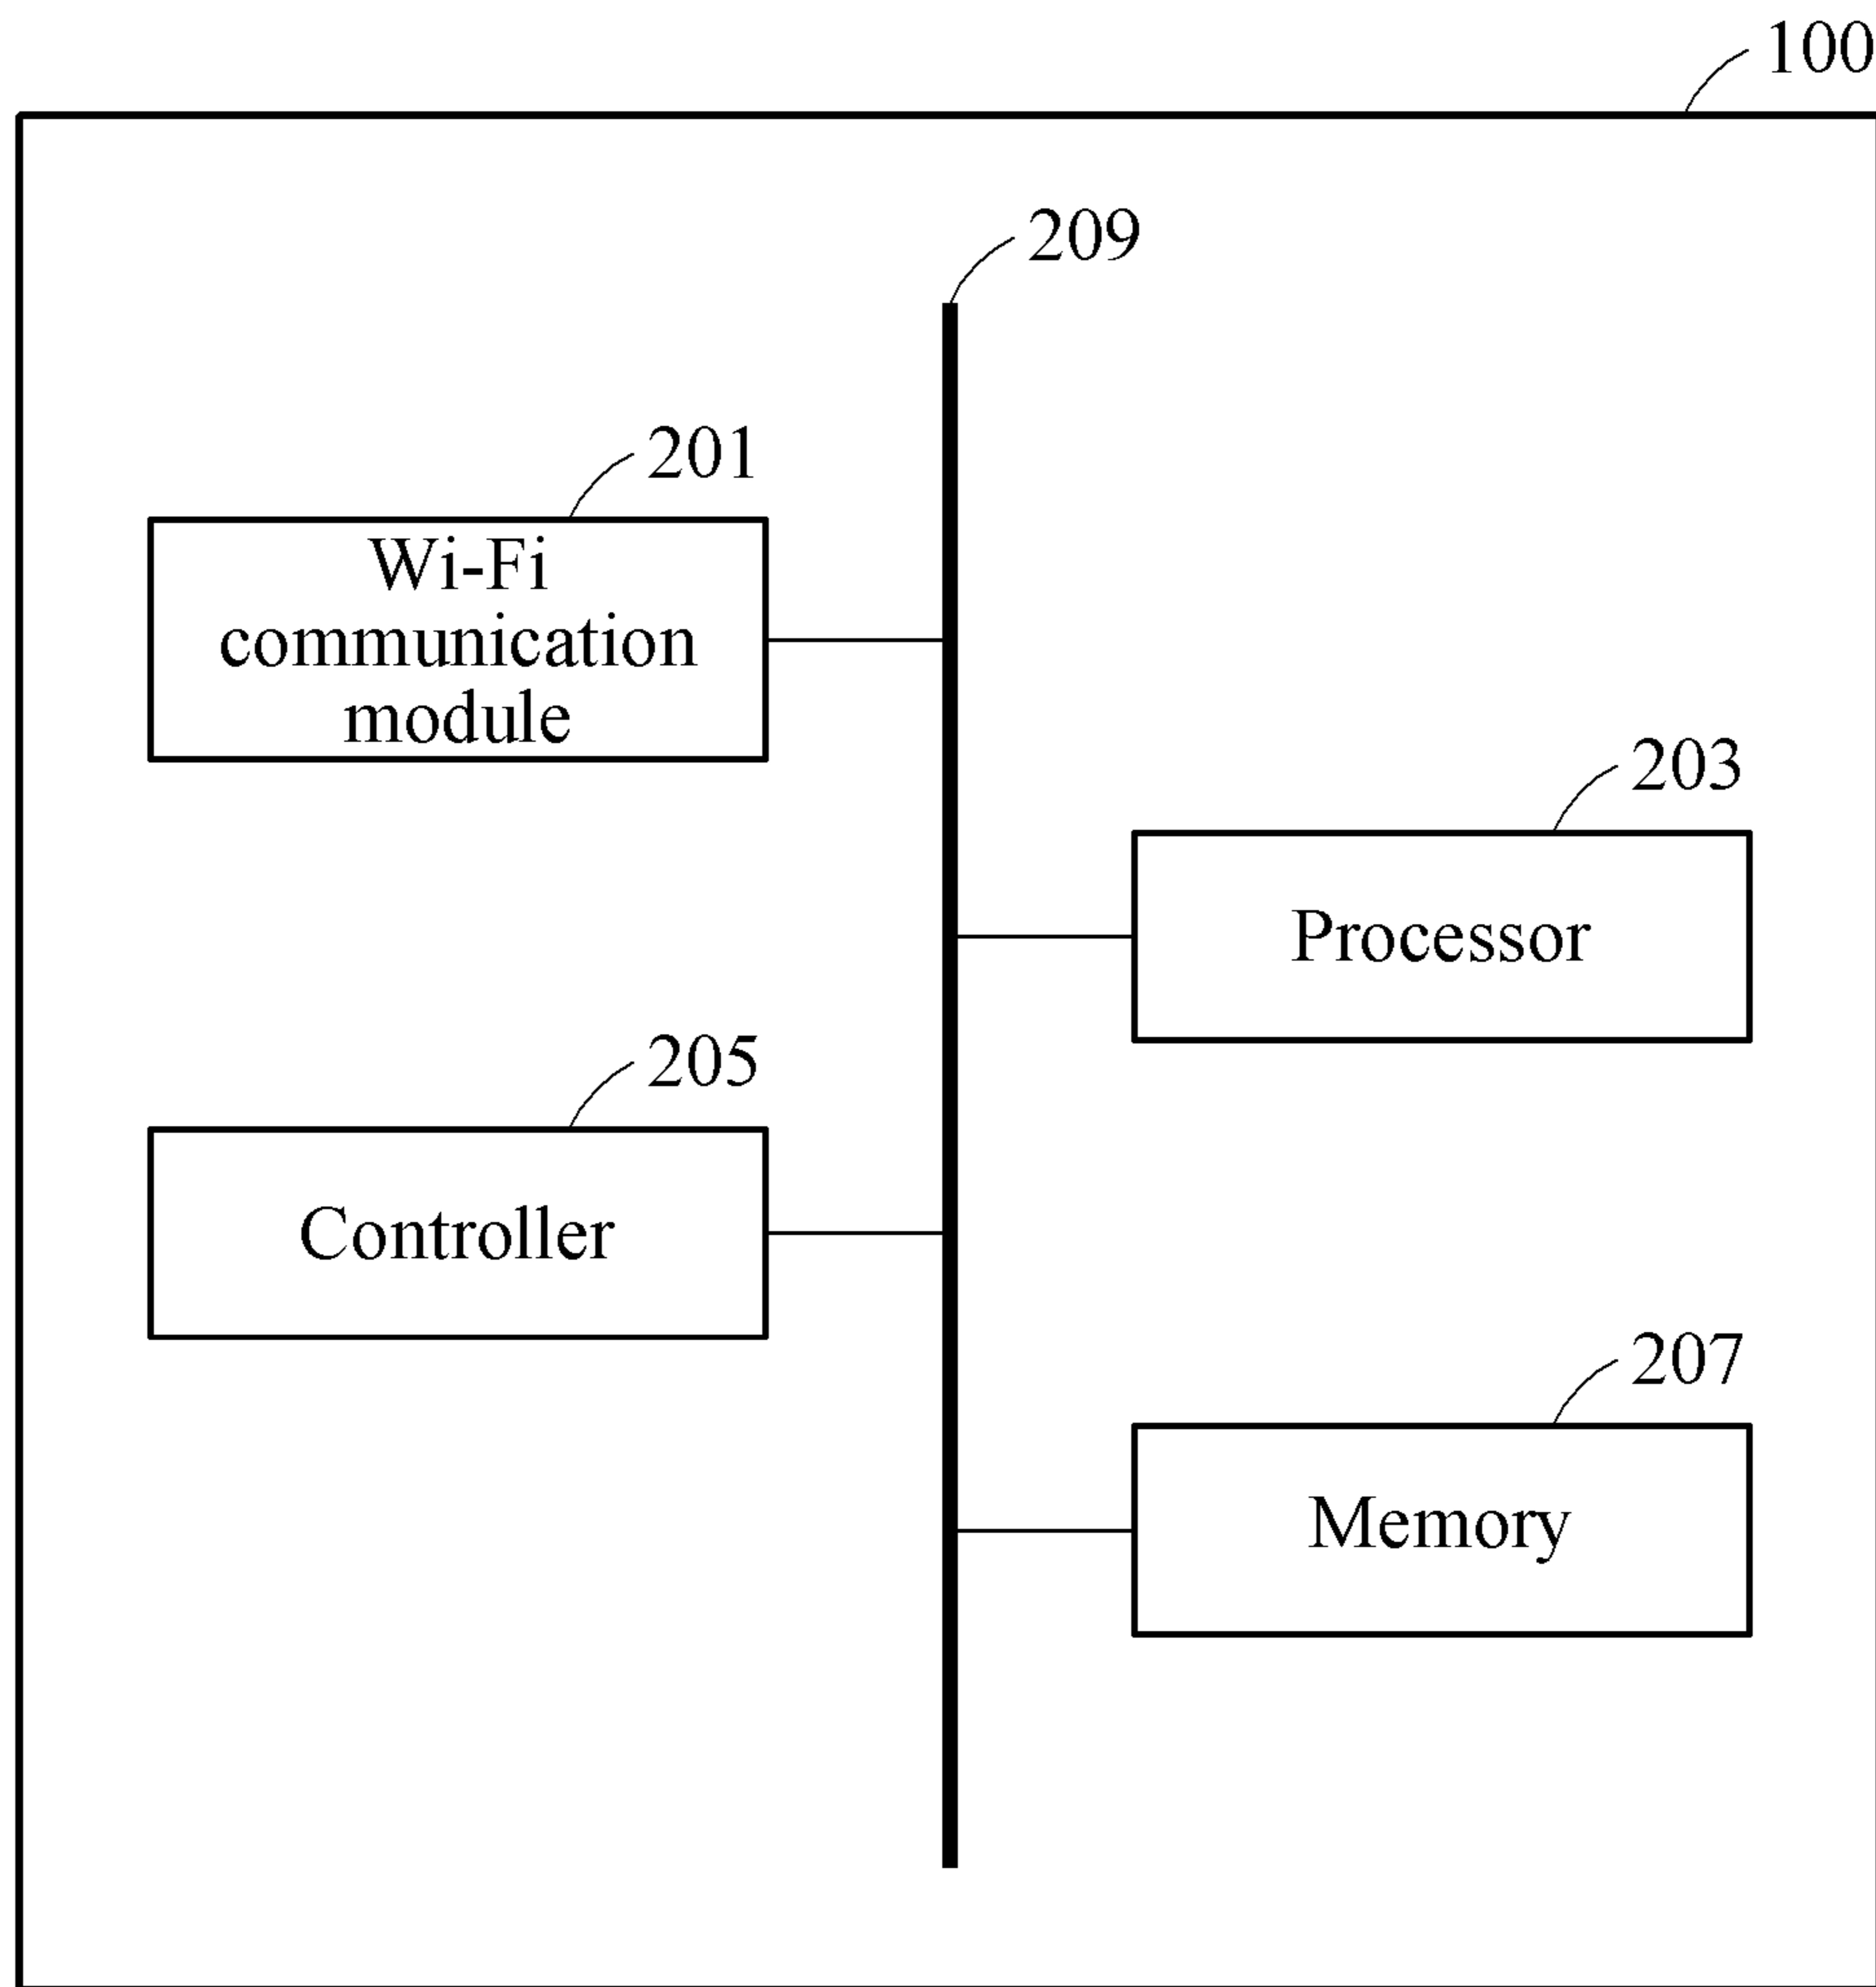 100
209
201
Wi-Fi
communication
module
203
Processor
205
Controller
207
Memory